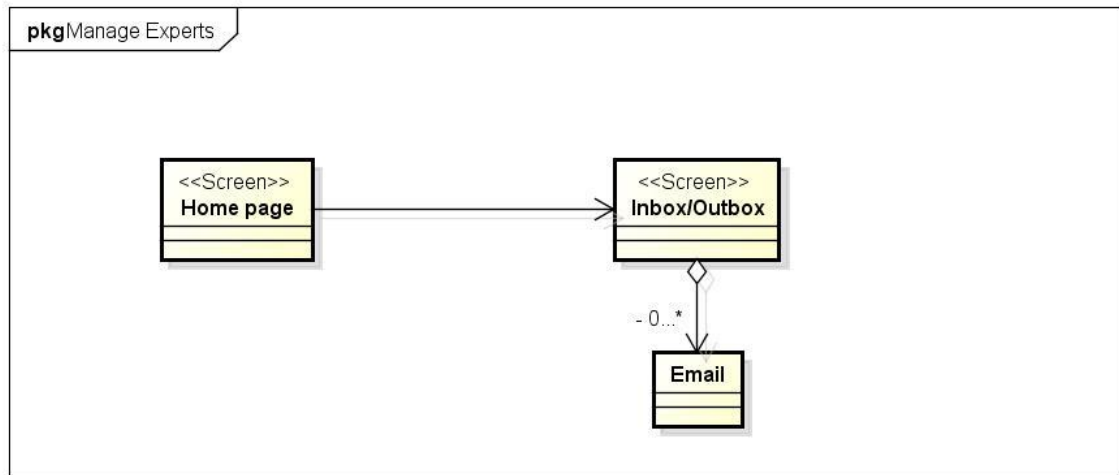 pkgManage Experts
<<Screen>>
Home page
<<Screen>>
Inbox/Outbox
- 0...*
Email